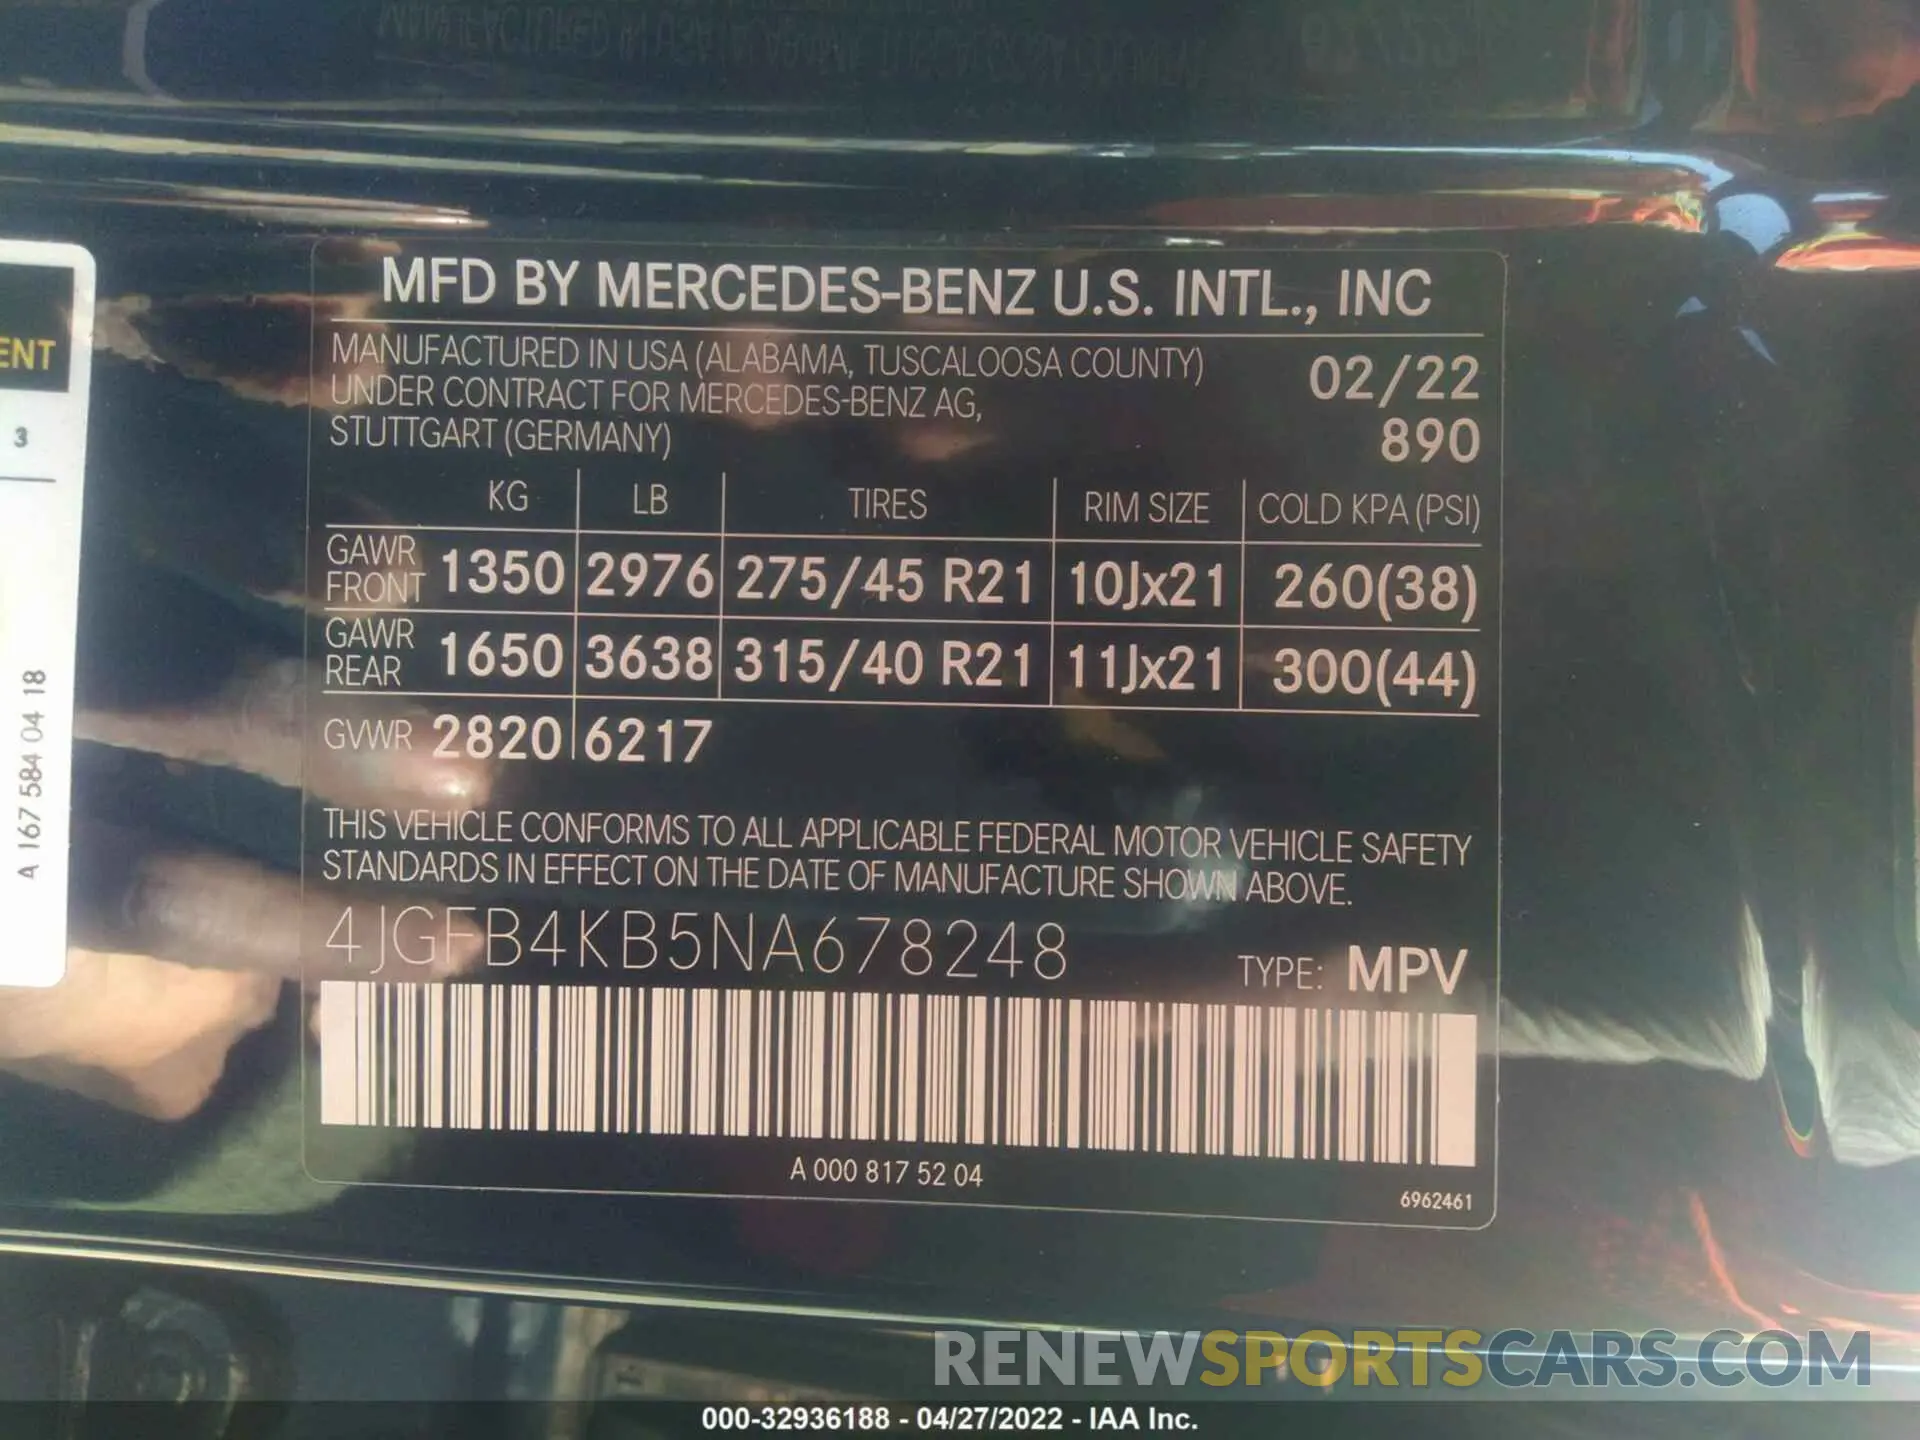 MFD BY MERCEDES-BENZ U.S. INTL., INC
MANUFACTURED IN USA (ALABAMA, TUSCALOOSA COUNTY)
UNDER CONTRACT FOR MERCEDES-BENZ AG,
STUTTGART (GERMANY)
02/22
890
KG LB TIRES RIM SIZE COLD KPA (PSI)
GAWR FRONT 1350 2976 275/45 R21 10Jx21 260(38)
GAWR REAR 1650 3638 315/40 R21 11Jx21 300(44)
GVWR 2820 6217
THIS VEHICLE CONFORMS TO ALL APPLICABLE FEDERAL MOTOR VEHICLE SAFETY
STANDARDS IN EFFECT ON THE DATE OF MANUFACTURE SHOWN ABOVE.
4JGFB4KB5NA678248
TYPE: MPV
A 000 817 52 04
6962461
ENT
3
A 167 584 04 18
RENEWSPORTSCARS.COM
000-32936188 - 04/27/2022 - IAA Inc.